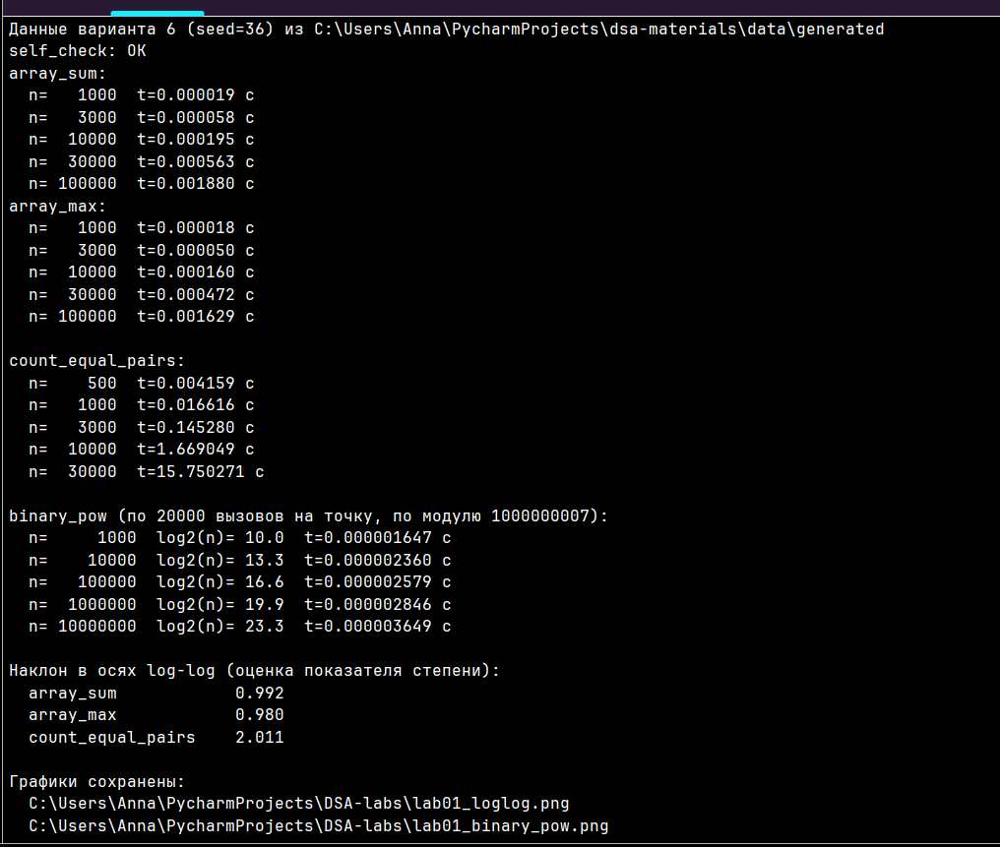 Данные варианта 6 (seed=36) из C:\Users\Anna\PycharmProjects\dsa-materials\data\generated
self_check: OK
array_sum:
  n=   1000  t=0.000019 с
  n=   3000  t=0.000058 с
  n=  10000  t=0.000195 с
  n=  30000  t=0.000563 с
  n= 100000  t=0.001880 с
array_max:
  n=   1000  t=0.000018 с
  n=   3000  t=0.000050 с
  n=  10000  t=0.000160 с
  n=  30000  t=0.000472 с
  n= 100000  t=0.001629 с

count_equal_pairs:
  n=    500  t=0.004159 с
  n=   1000  t=0.016616 с
  n=   3000  t=0.145280 с
  n=  10000  t=1.669049 с
  n=  30000  t=15.750271 с

binary_pow (по 20000 вызовов на точку, по модулю 1000000007):
  n=     1000  log2(n)= 10.0  t=0.000001647 с
  n=    10000  log2(n)= 13.3  t=0.000002360 с
  n=   100000  log2(n)= 16.6  t=0.000002579 с
  n=  1000000  log2(n)= 19.9  t=0.000002846 с
  n= 10000000  log2(n)= 23.3  t=0.000003649 с

Наклон в осях log-log (оценка показателя степени):
  array_sum            0.992
  array_max            0.980
  count_equal_pairs    2.011

Графики сохранены:
  C:\Users\Anna\PycharmProjects\DSA-labs\lab01_loglog.png
  C:\Users\Anna\PycharmProjects\DSA-labs\lab01_binary_pow.png